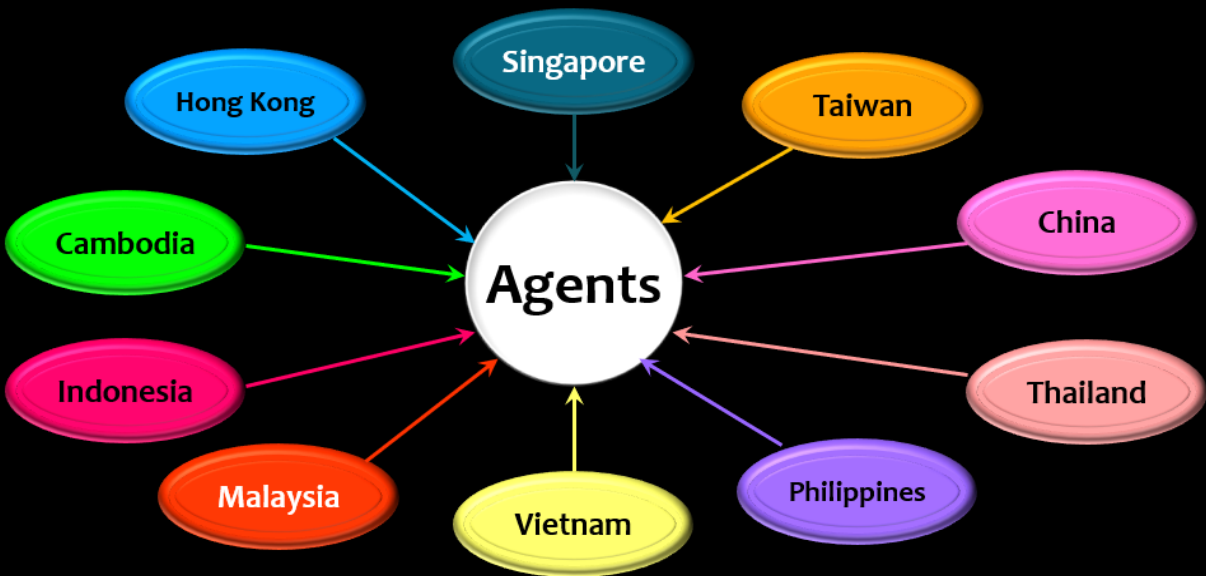 Singapore
Hong Kong
Taiwan
China
Cambodia
Agents
Indonesia
Thailand
Malaysia
Philippines
Vietnam